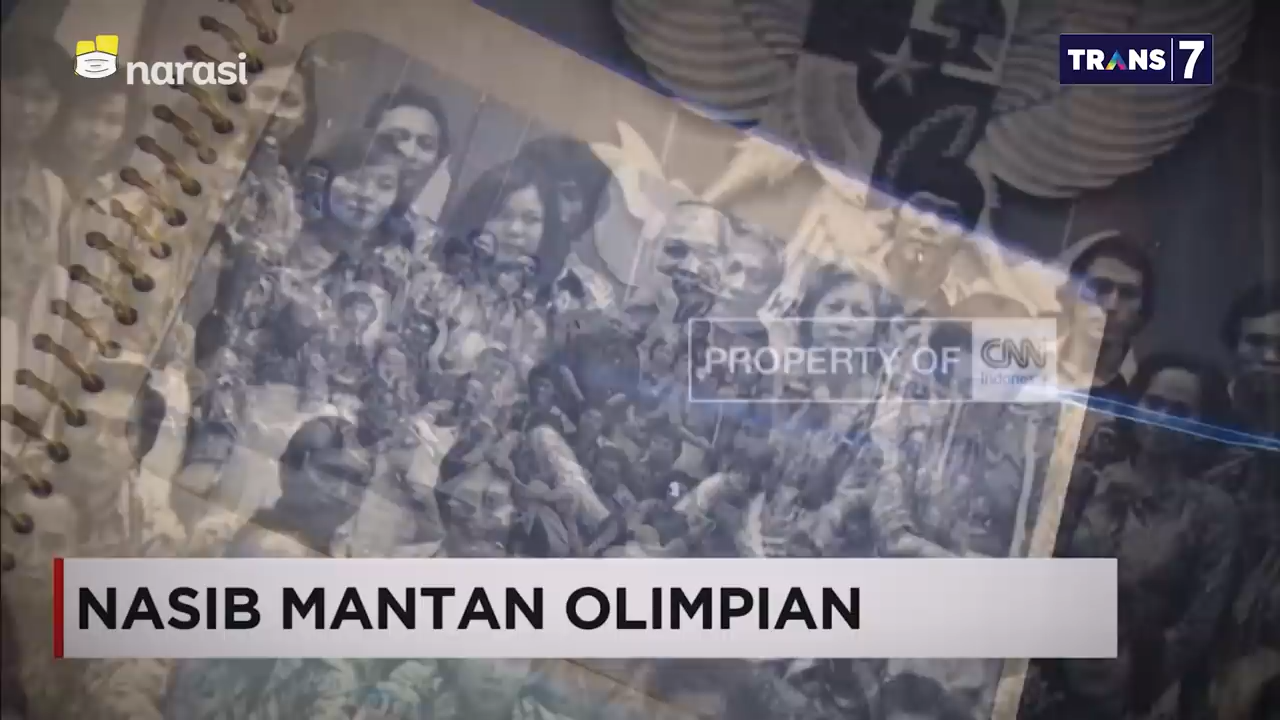 narasi
TRANS 7
PROPERTY OF CNN
Indonesia
NASIB MANTAN OLIMPIAN